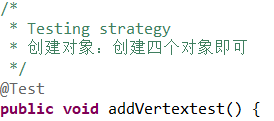 /*
* Testing strategy
* 创建对象：创建四个对象即可
*/
@Test
public void addVertextest() {